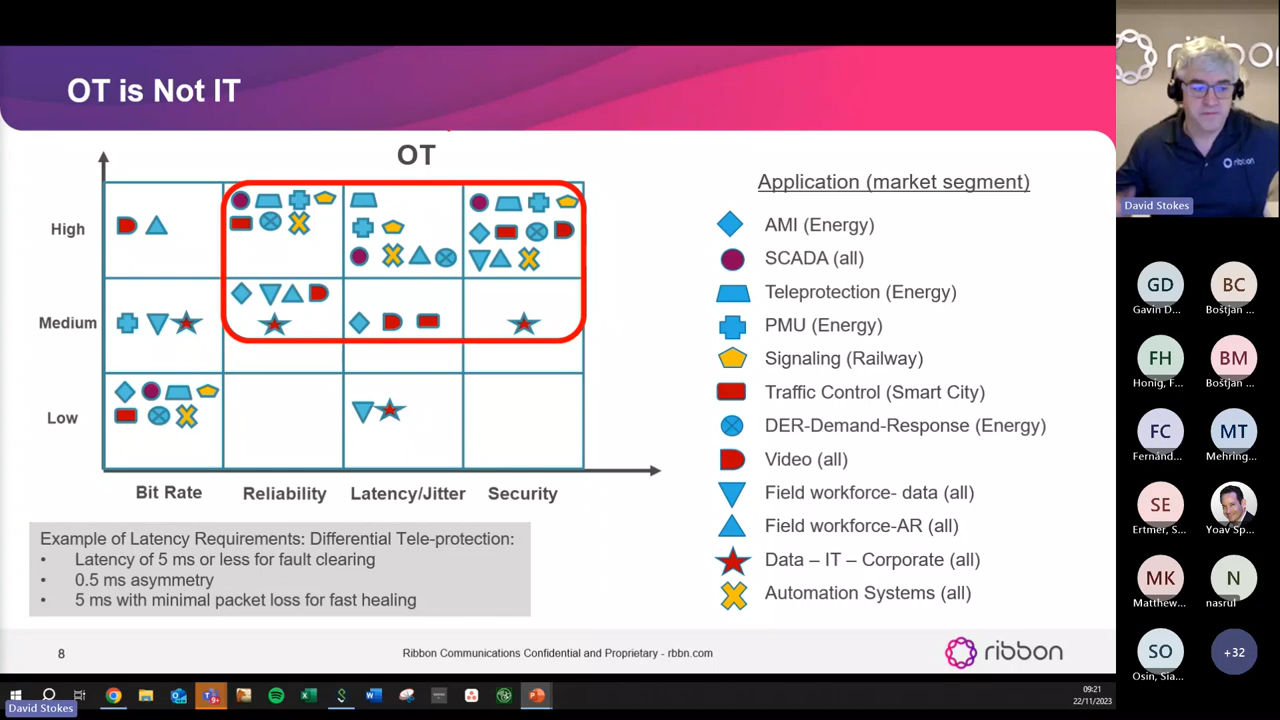 OT is Not IT
OT
High
Medium
Low
Bit Rate
Reliability
Latency/Jitter
Security
Application (market segment)
AMI (Energy)
SCADA (all)
Teleprotection (Energy)
PMU (Energy)
Signaling (Railway)
Traffic Control (Smart City)
DER-Demand-Response (Energy)
Video (all)
Field workforce- data (all)
Field workforce-AR (all)
Data – IT – Corporate (all)
Automation Systems (all)
Example of Latency Requirements: Differential Tele-protection:
• Latency of 5 ms or less for fault clearing
• 0.5 ms asymmetry
• 5 ms with minimal packet loss for fast healing
8
Ribbon Communications Confidential and Proprietary - rbbn.com
ribbon
ribbon
ribbon
David Stokes
GD
Gavin D...
BC
Boštjan ...
FH
Honig, F...
BM
Boštjan ...
FC
Fernánd...
MT
Mehring...
SE
Ertmer, S...
Yoav Sp...
MK
Matthew...
N
nasrul
SO
Osin, Sia...
+32
David Stokes
09:21
22/11/2023